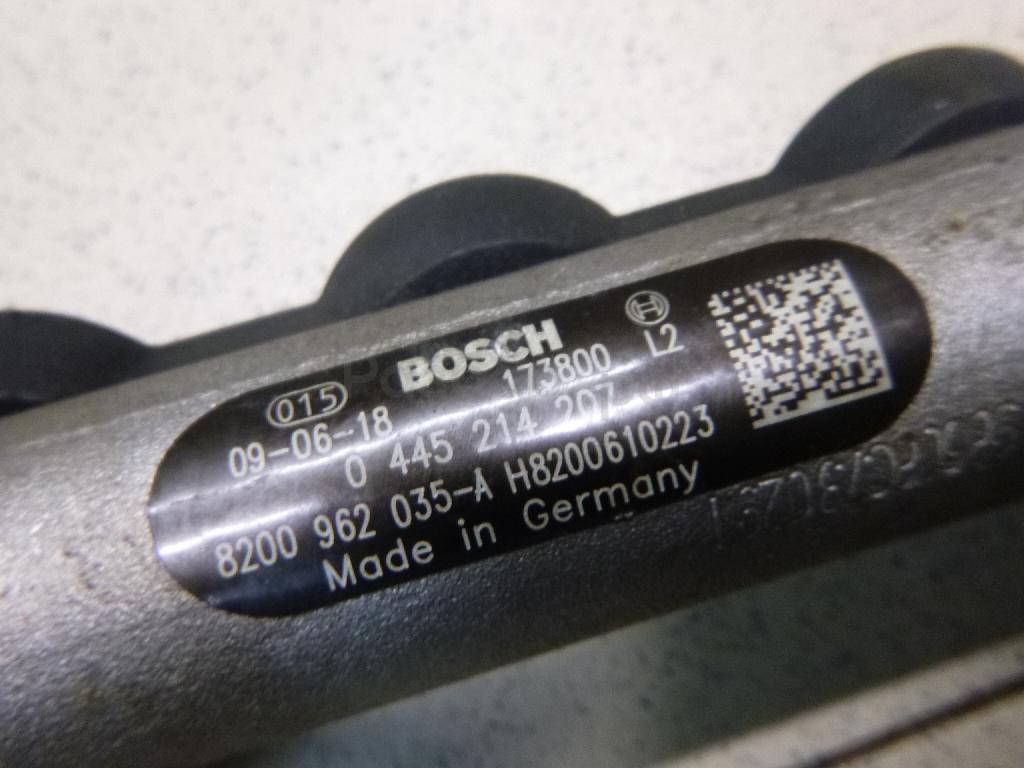 015 BOSCH
09-06-18 173800 L2
0 445 214 207
8200 962 035-A H8200610223
Made in Germany